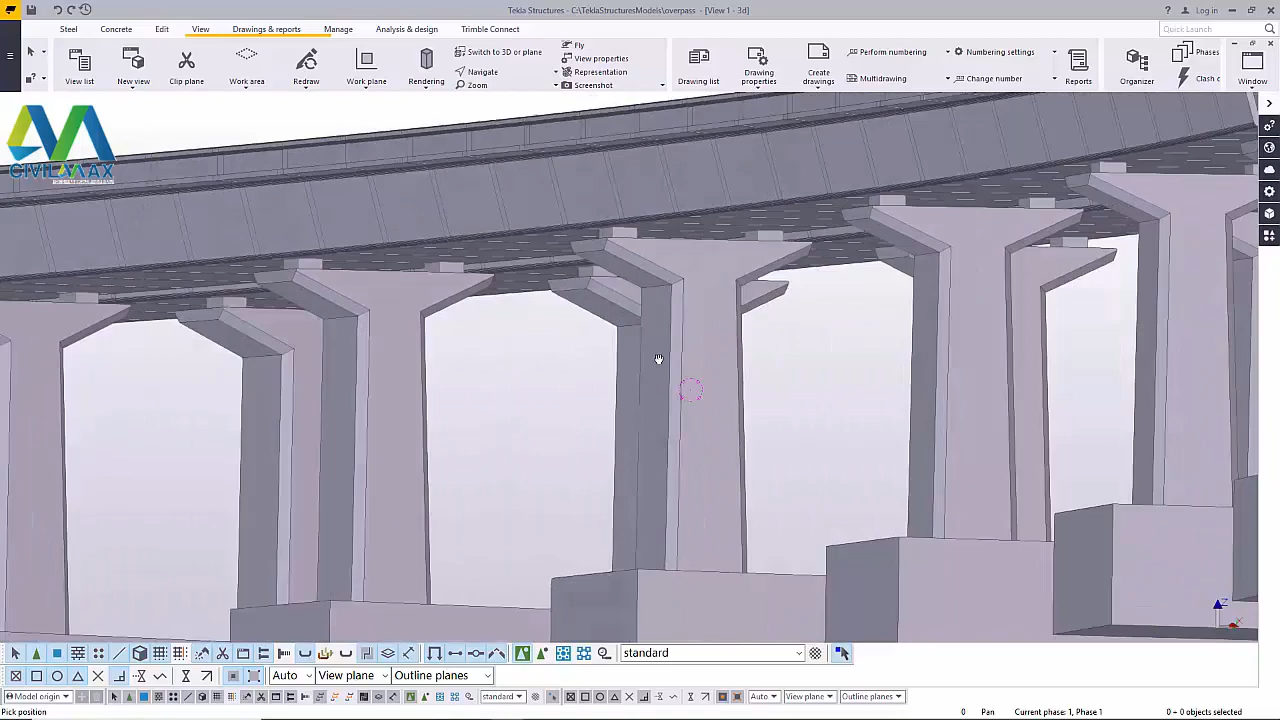 Tekla Structures - C:\TeklaStructuresModels\overpass - [View 1 - 3d]
Log in
Steel Concrete Edit View Drawings & reports Manage Analysis & design Trimble Connect
Quick Launch
View list
New view
Clip plane
Work area
Redraw
Work plane
Rendering
Switch to 3D or plane
Navigate
Zoom
Fly
View properties
Representation
Screenshot
Drawing list
Drawing properties
Create drawings
Perform numbering
Multidrawing
Numbering settings
Change number
Reports
Organizer
Phases
Clash c
Window
CIVILMAX
Z
standard
Auto View plane Outline planes
Model origin standard Auto View plane Outline planes
Pick position 0 Pan Current phase: 1, Phase 1 0 + 0 objects selected